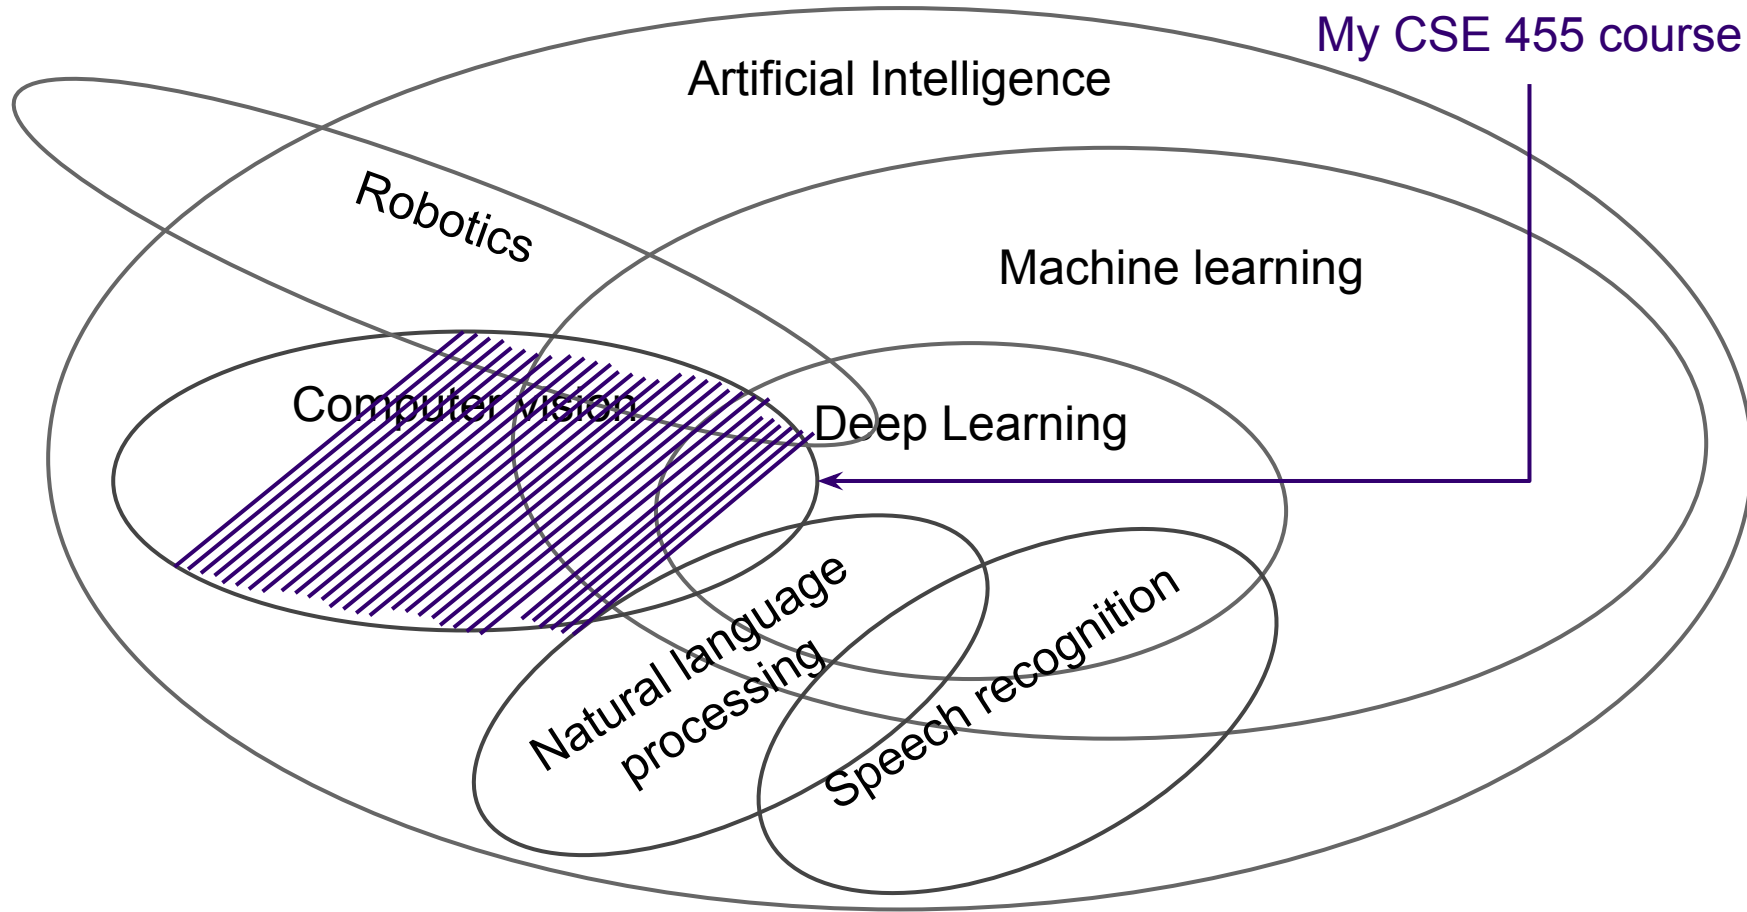 My CSE 455 course
Artificial Intelligence
Robotics
Machine learning
Computer vision
Deep Learning
Natural language
processing
Speech recognition